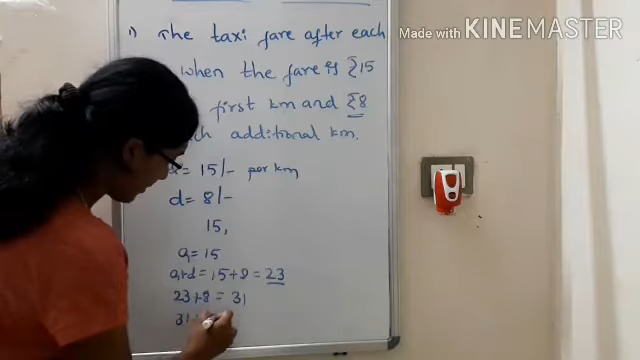 Made with KINEMASTER
1) The taxi fare after each
when the fare is ₹15
first km and ₹8
additional km.
= 15/- per km
d = 8/-
15,
a = 15
a+d = 15+8 = 23
23+8 = 31
31